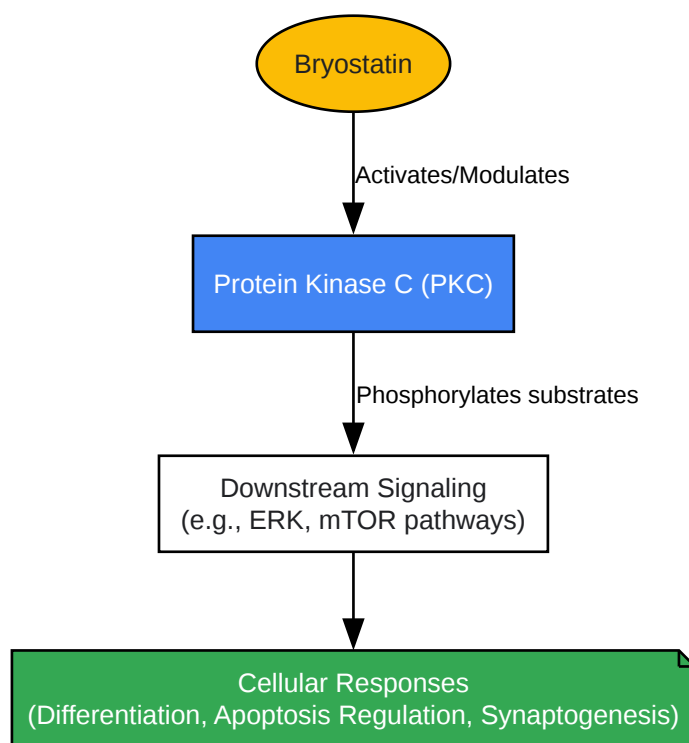 Bryostatin
Activates/Modulates
Protein Kinase C (PKC)
Phosphorylates substrates
Downstream Signaling
(e.g., ERK, mTOR pathways)
Cellular Responses
(Differentiation, Apoptosis Regulation, Synaptogenesis)